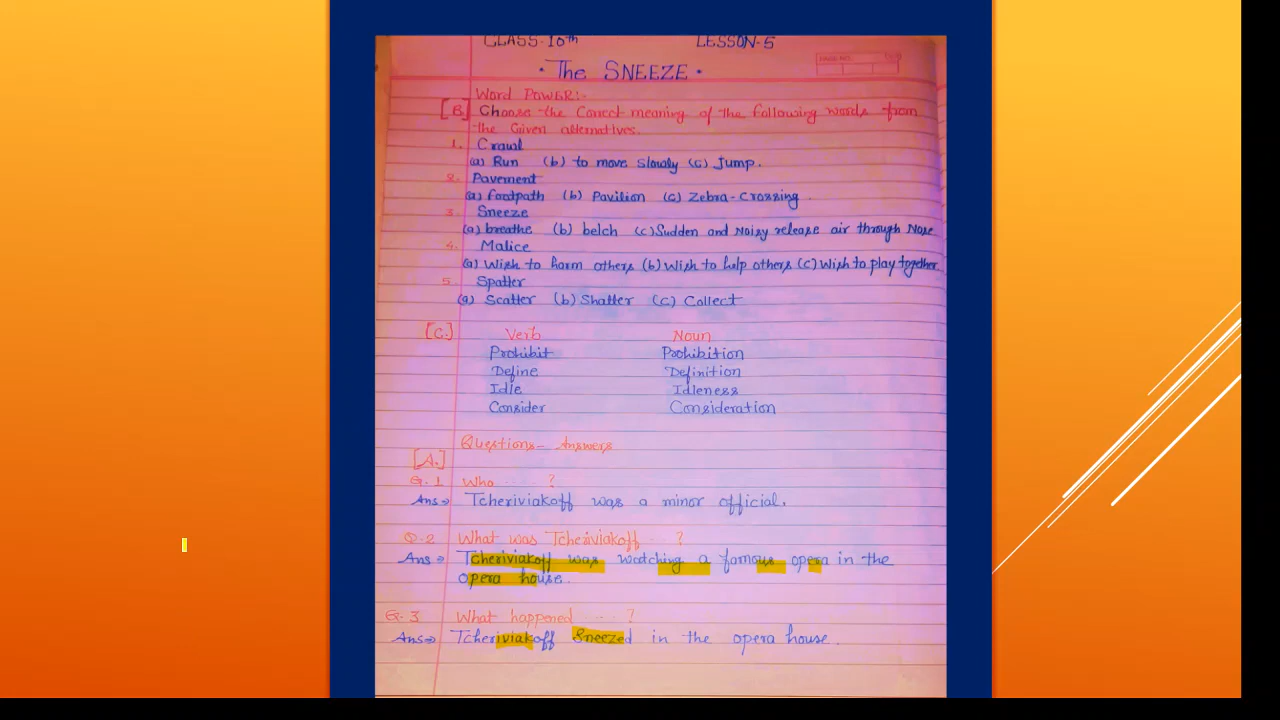 CLASS-10th LESSON-5
The SNEEZE
PAGE NO.
Word POWER:-
[B] Choose the Correct meaning of the following words from
the Given alternatives.
1. Crawl
(a) Run (b) to move slowly (c) Jump.
2. Pavement
(a) footpath (b) Pavilion (c) Zebra-Crossing
3. Sneeze
(a) breathe (b) belch (c) Sudden and Noisy release air through Nose
4. Malice
(a) Wish to harm others (b) Wish to help others (c) Wish to play together
5. Spatter
(a) Scatter (b) Shatter (c) Collect
[C.] Verb Noun
Prohibit Prohibition
Define Definition
Idle Idleness
Consider Consideration
Questions- Answers
[A.]
Q.1 Who ..... ?
Ans→ Tcheriviakoff was a minor official.
Q.2 What was Tcheriviakoff ... ?
Ans→ Tcheriviakoff was watching a famous opera in the
opera house.
Q.3 What happened ... ?
Ans→ Tcheriviakoff Sneezed in the opera house.